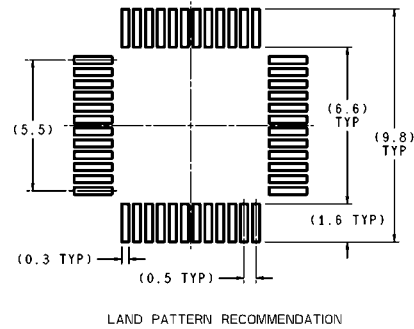 (5.5)
(6.6)
TYP
(9.8)
TYP
(1.6 TYP)
(0.3 TYP)
(0.5 TYP)
LAND PATTERN RECOMMENDATION